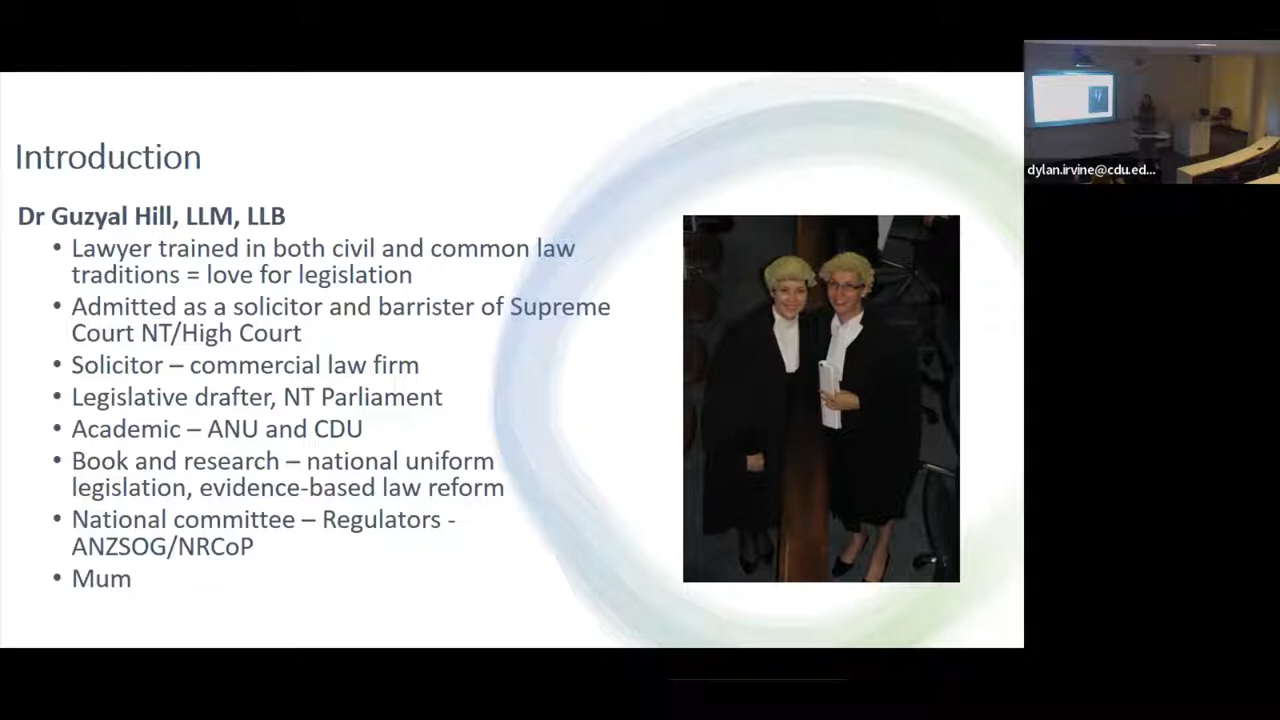 Introduction
Dr Guzyal Hill, LLM, LLB
• Lawyer trained in both civil and common law
traditions = love for legislation
• Admitted as a solicitor and barrister of Supreme
Court NT/High Court
• Solicitor – commercial law firm
• Legislative drafter, NT Parliament
• Academic – ANU and CDU
• Book and research – national uniform
legislation, evidence-based law reform
• National committee – Regulators -
ANZSOG/NRCoP
• Mum
dylan.irvine@cdu.ed...